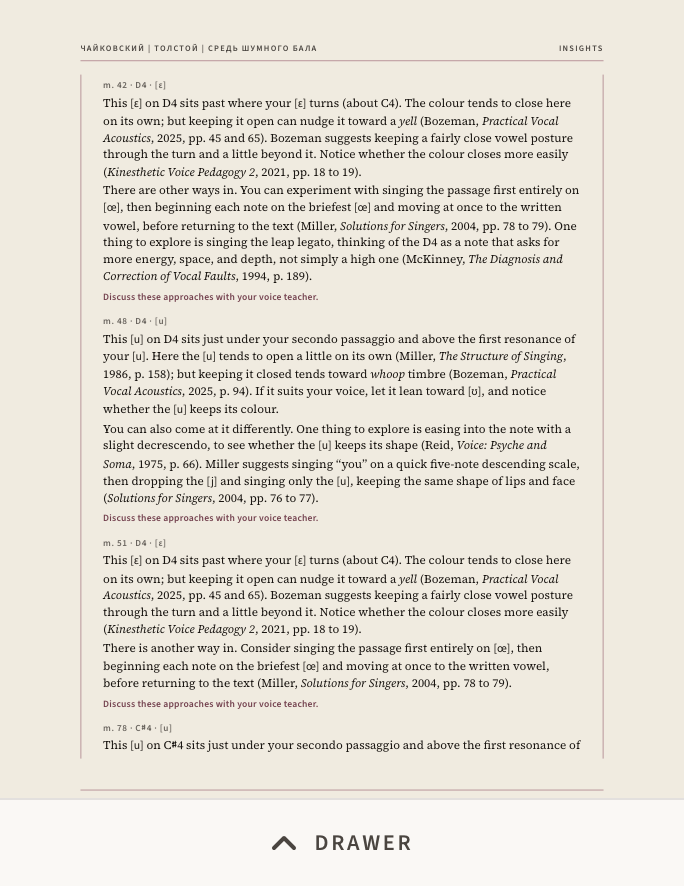 ЧАЙКОВСКИЙ | ТОЛСТОЙ | СРЕДЬ ШУМНОГО БАЛА
INSIGHTS
m. 42 · D4 · [ɛ]
This [ɛ] on D4 sits past where your [ɛ] turns (about C4). The colour tends to close here
on its own; but keeping it open can nudge it toward a yell (Bozeman, Practical Vocal
Acoustics, 2025, pp. 45 and 65). Bozeman suggests keeping a fairly close vowel posture
through the turn and a little beyond it. Notice whether the colour closes more easily
(Kinesthetic Voice Pedagogy 2, 2021, pp. 18 to 19).
There are other ways in. You can experiment with singing the passage first entirely on
[œ], then beginning each note on the briefest [œ] and moving at once to the written
vowel, before returning to the text (Miller, Solutions for Singers, 2004, pp. 78 to 79). One
thing to explore is singing the leap legato, thinking of the D4 as a note that asks for
more energy, space, and depth, not simply a high one (McKinney, The Diagnosis and
Correction of Vocal Faults, 1994, p. 189).
Discuss these approaches with your voice teacher.
m. 48 · D4 · [u]
This [u] on D4 sits just under your secondo passaggio and above the first resonance of
your [u]. Here the [u] tends to open a little on its own (Miller, The Structure of Singing,
1986, p. 158); but keeping it closed tends toward whoop timbre (Bozeman, Practical
Vocal Acoustics, 2025, p. 94). If it suits your voice, let it lean toward [ʊ], and notice
whether the [u] keeps its colour.
You can also come at it differently. One thing to explore is easing into the note with a
slight decrescendo, to see whether the [u] keeps its shape (Reid, Voice: Psyche and
Soma, 1975, p. 66). Miller suggests singing “you” on a quick five-note descending scale,
then dropping the [j] and singing only the [u], keeping the same shape of lips and face
(Solutions for Singers, 2004, pp. 76 to 77).
Discuss these approaches with your voice teacher.
m. 51 · D4 · [ɛ]
This [ɛ] on D4 sits past where your [ɛ] turns (about C4). The colour tends to close here
on its own; but keeping it open can nudge it toward a yell (Bozeman, Practical Vocal
Acoustics, 2025, pp. 45 and 65). Bozeman suggests keeping a fairly close vowel posture
through the turn and a little beyond it. Notice whether the colour closes more easily
(Kinesthetic Voice Pedagogy 2, 2021, pp. 18 to 19).
There is another way in. Consider singing the passage first entirely on [œ], then
beginning each note on the briefest [œ] and moving at once to the written vowel,
before returning to the text (Miller, Solutions for Singers, 2004, pp. 78 to 79).
Discuss these approaches with your voice teacher.
m. 78 · C♯4 · [u]
This [u] on C♯4 sits just under your secondo passaggio and above the first resonance of
DRAWER